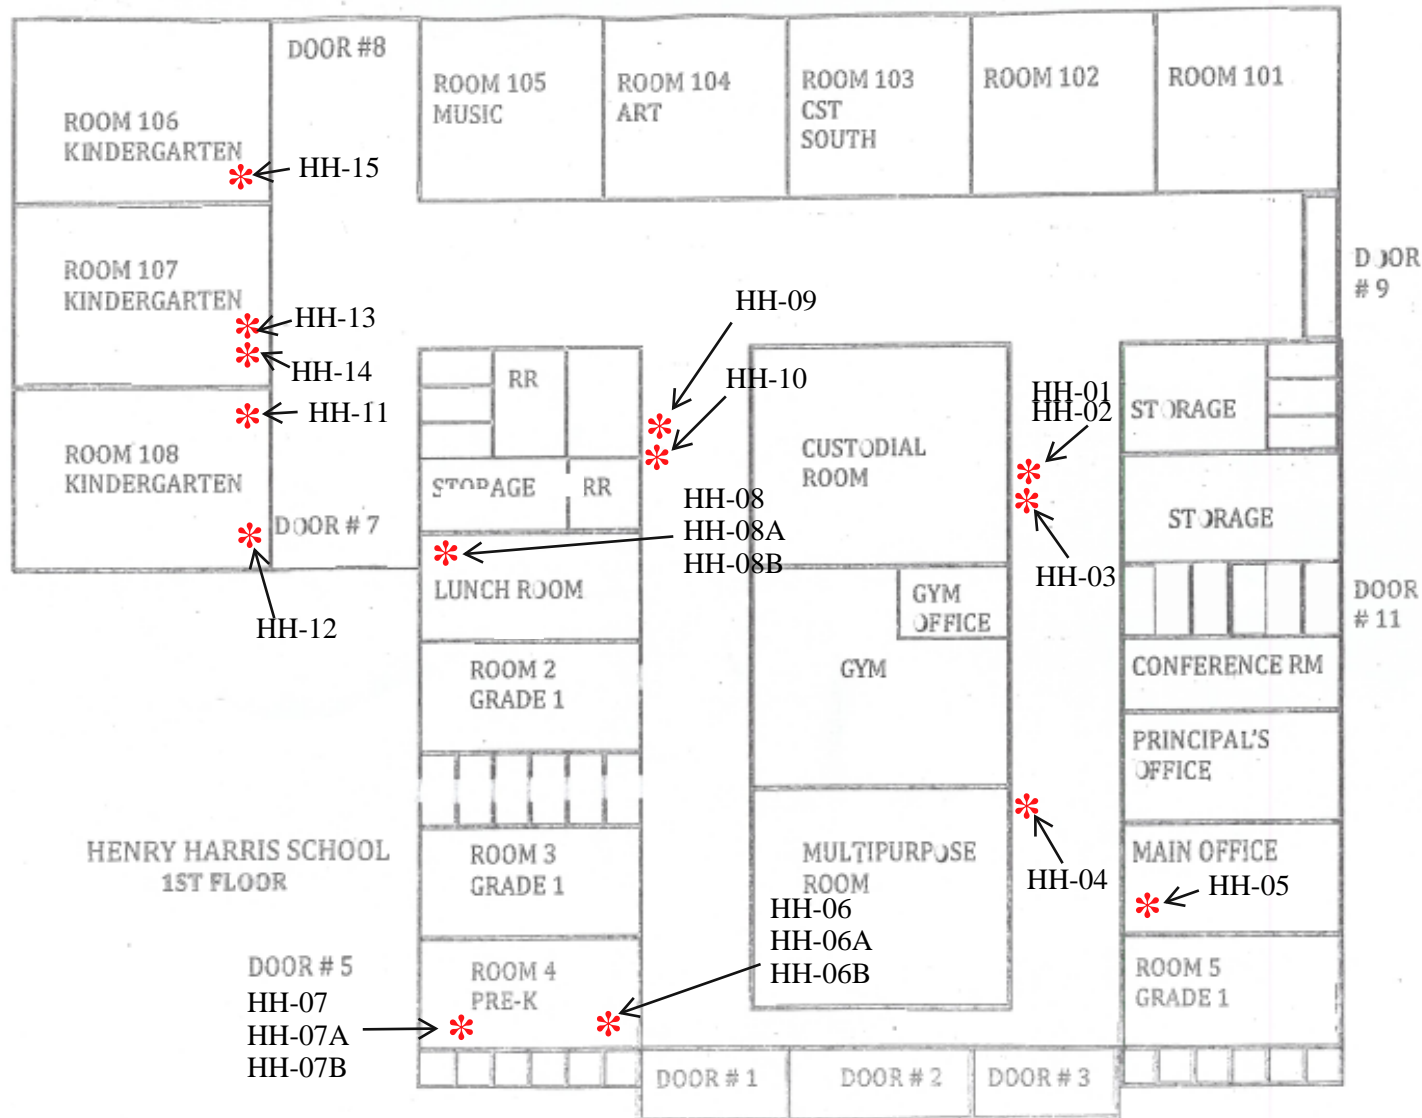 DOOR #8
ROOM 105
MUSIC
ROOM 104
ART
ROOM 103
CST
SOUTH
ROOM 102
ROOM 101
ROOM 106
KINDERGARTEN
HH-15
ROOM 107
KINDERGARTEN
HH-13
HH-14
DOOR
# 9
HH-09
HH-10
RR
HH-01
HH-02
STORAGE
HH-11
ROOM 108
KINDERGARTEN
CUSTODIAL
ROOM
STORAGE
RR
HH-08
HH-08A
HH-08B
STORAGE
DOOR # 7
HH-03
LUNCH ROOM
GYM
OFFICE
DOOR
# 11
HH-12
ROOM 2
GRADE 1
GYM
CONFERENCE RM
PRINCIPAL'S
OFFICE
HENRY HARRIS SCHOOL
1ST FLOOR
ROOM 3
GRADE 1
MULTIPURPOSE
ROOM
HH-04
MAIN OFFICE
HH-05
HH-06
HH-06A
HH-06B
DOOR # 5
HH-07
HH-07A
HH-07B
ROOM 4
PRE-K
ROOM 5
GRADE 1
DOOR # 1
DOOR # 2
DOOR # 3